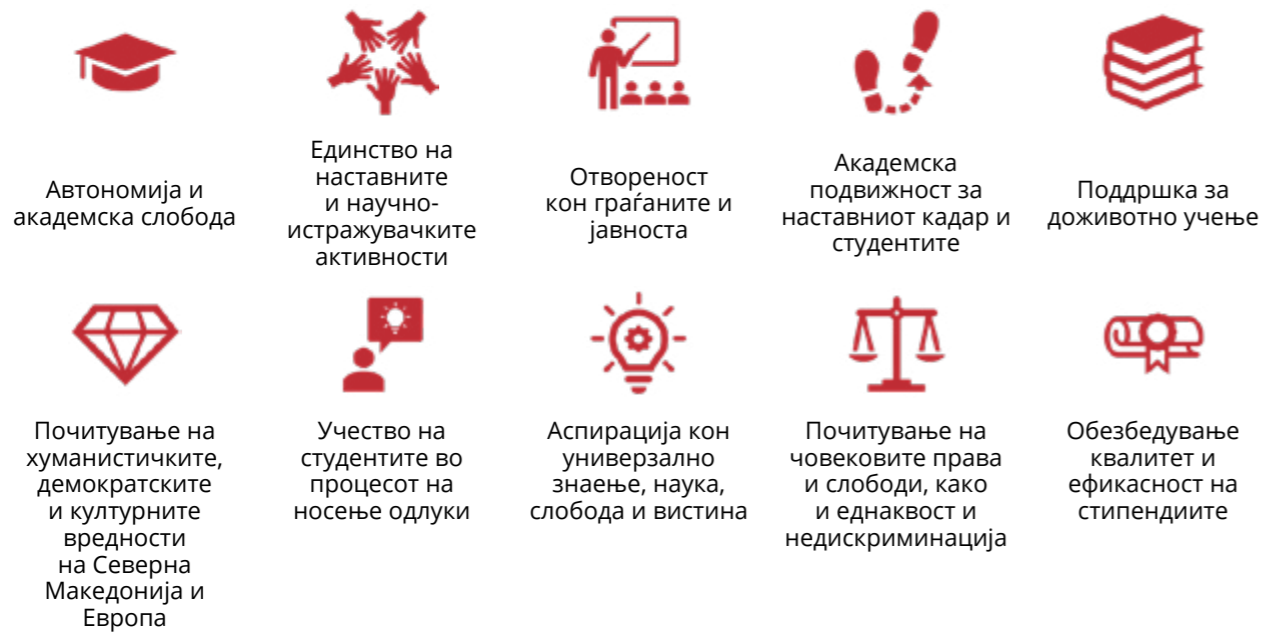 Автономија и
академска слобода
Единство на
наставните
и научно-
истражувачките
активности
Отвореност
кон граѓаните и
јавноста
Академска
подвижност за
наставниот кадар и
студентите
Поддршка за
доживотно учење
Почитување на
хуманистичките,
демократските
и културните
вредности
на Северна
Македонија и
Европа
Учество на
студентите во
процесот на
носење одлуки
Аспирација кон
универзално
знаење, наука,
слобода и вистина
Почитување на
човековите права
и слободи, како
и еднаквост и
недискриминација
Обезбедување
квалитет и
ефикасност на
стипендиите